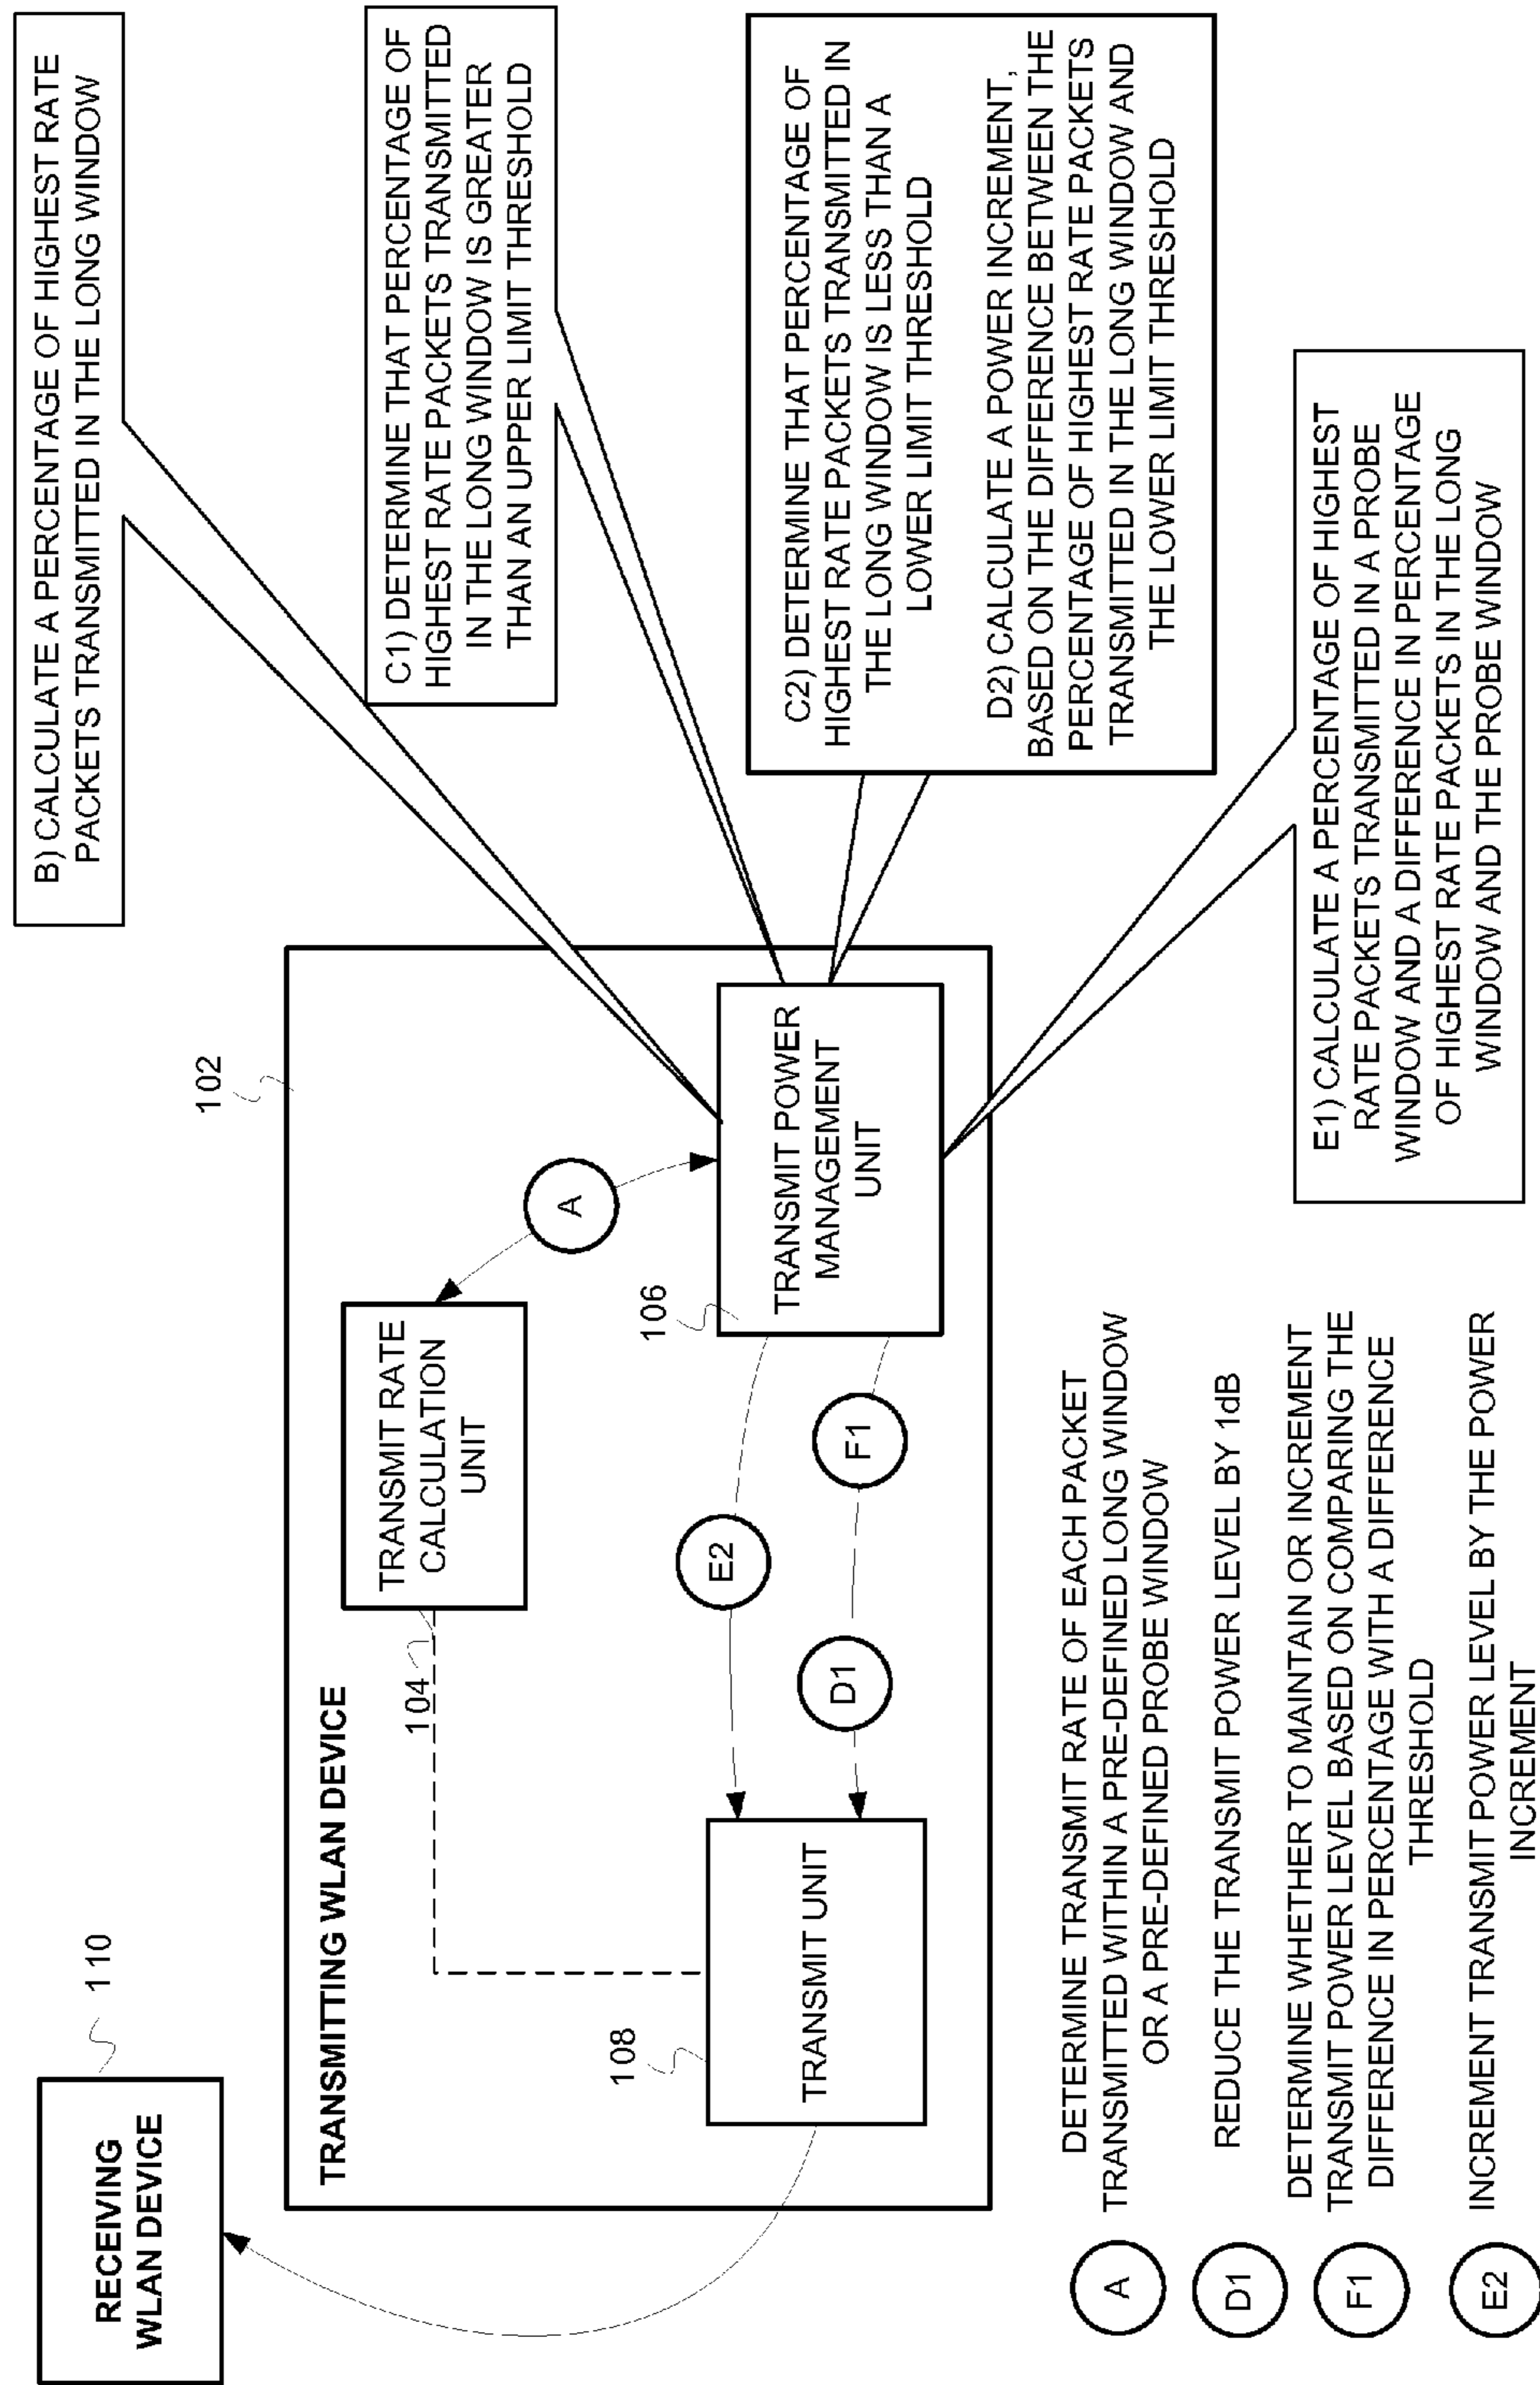 RECEIVING
WLAN DEVICE
110
TRANSMITTING WLAN DEVICE
102
TRANSMIT RATE
CALCULATION
UNIT
104
A
106
TRANSMIT POWER
MANAGEMENT
UNIT
E2
F1
D1
108
TRANSMIT UNIT
B) CALCULATE A PERCENTAGE OF HIGHEST RATE
PACKETS TRANSMITTED IN THE LONG WINDOW
C1) DETERMINE THAT PERCENTAGE OF
HIGHEST RATE PACKETS TRANSMITTED
IN THE LONG WINDOW IS GREATER
THAN AN UPPER LIMIT THRESHOLD
C2) DETERMINE THAT PERCENTAGE OF
HIGHEST RATE PACKETS TRANSMITTED IN
THE LONG WINDOW IS LESS THAN A
LOWER LIMIT THRESHOLD
D2) CALCULATE A POWER INCREMENT,
BASED ON THE DIFFERENCE BETWEEN THE
PERCENTAGE OF HIGHEST RATE PACKETS
TRANSMITTED IN THE LONG WINDOW AND
THE LOWER LIMIT THRESHOLD
E1) CALCULATE A PERCENTAGE OF HIGHEST
RATE PACKETS TRANSMITTED IN A PROBE
WINDOW AND A DIFFERENCE IN PERCENTAGE
OF HIGHEST RATE PACKETS IN THE LONG
WINDOW AND THE PROBE WINDOW
A
DETERMINE TRANSMIT RATE OF EACH PACKET
TRANSMITTED WITHIN A PRE-DEFINED LONG WINDOW
OR A PRE-DEFINED PROBE WINDOW
D1
REDUCE THE TRANSMIT POWER LEVEL BY 1dB
F1
DETERMINE WHETHER TO MAINTAIN OR INCREMENT
TRANSMIT POWER LEVEL BASED ON COMPARING THE
DIFFERENCE IN PERCENTAGE WITH A DIFFERENCE
THRESHOLD
E2
INCREMENT TRANSMIT POWER LEVEL BY THE POWER
INCREMENT